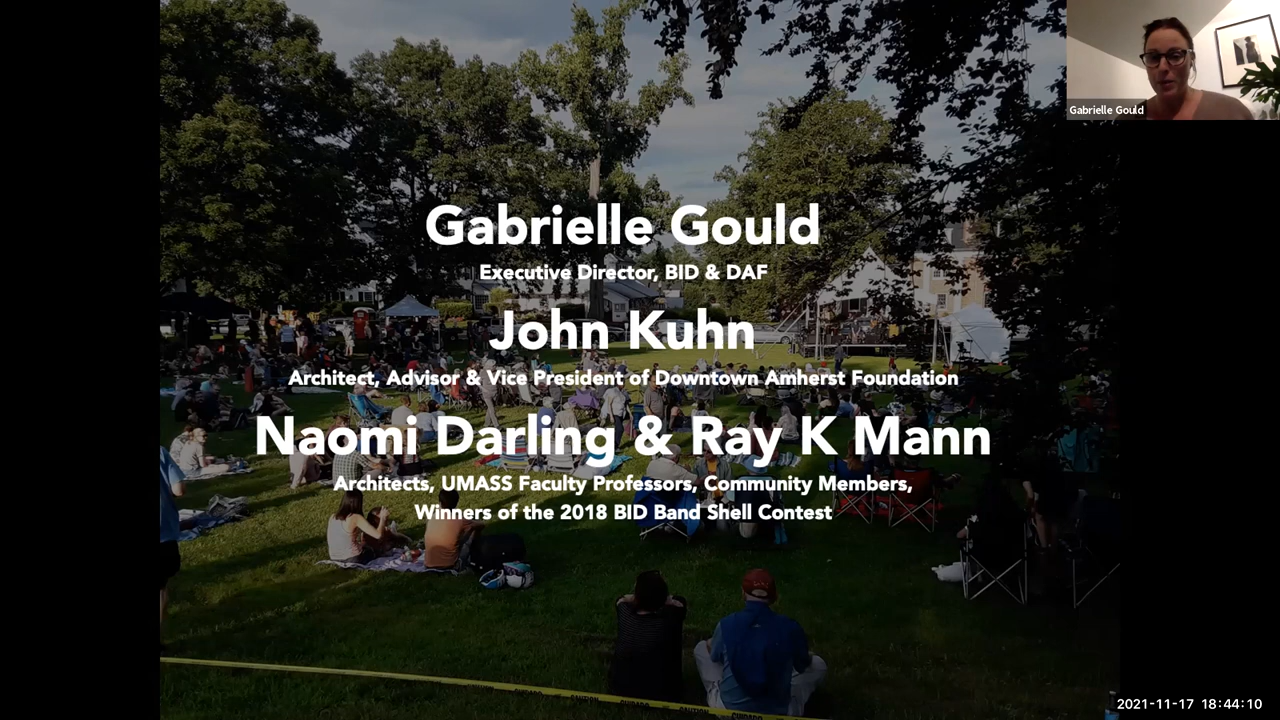 Gabrielle Gould
Gabrielle Gould
Executive Director, BID & DAF
John Kuhn
Architect, Advisor & Vice President of Downtown Amherst Foundation
Naomi Darling & Ray K Mann
Architects, UMASS Faculty Professors, Community Members,
Winners of the 2018 BID Band Shell Contest
CAUTION
2021-11-17 18:44:10